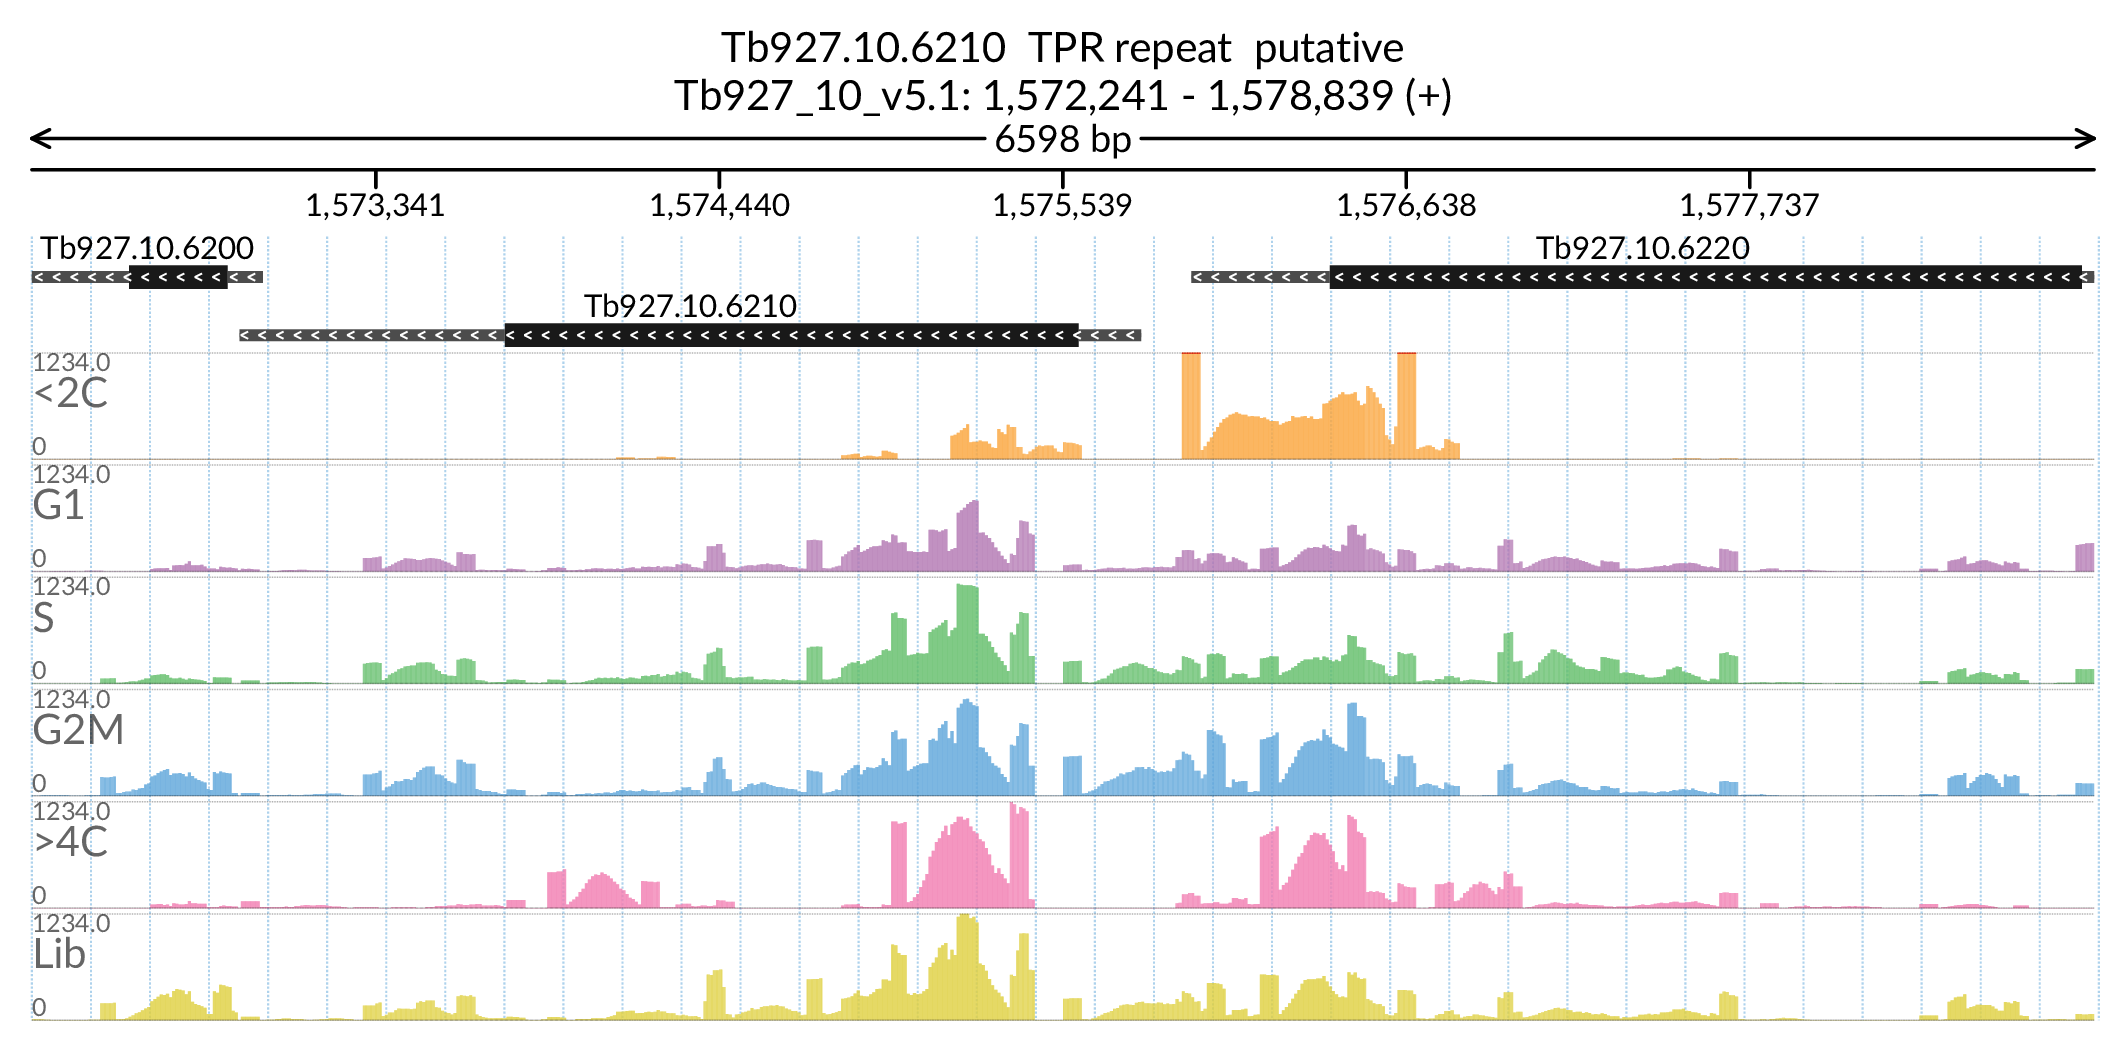 Tb927.10.6210 TPR repeat putative
Tb927_10_v5.1: 1,572,241 - 1,578,839 (+)
6598 bp
1,573,341 1,574,440 1,575,539 1,576,638 1,577,737
Tb927.10.6200 Tb927.10.6220
Tb927.10.6210
1234.0
<2C
0
1234.0
G1
0
1234.0
S
0
1234.0
G2M
0
1234.0
>4C
0
1234.0
Lib
0